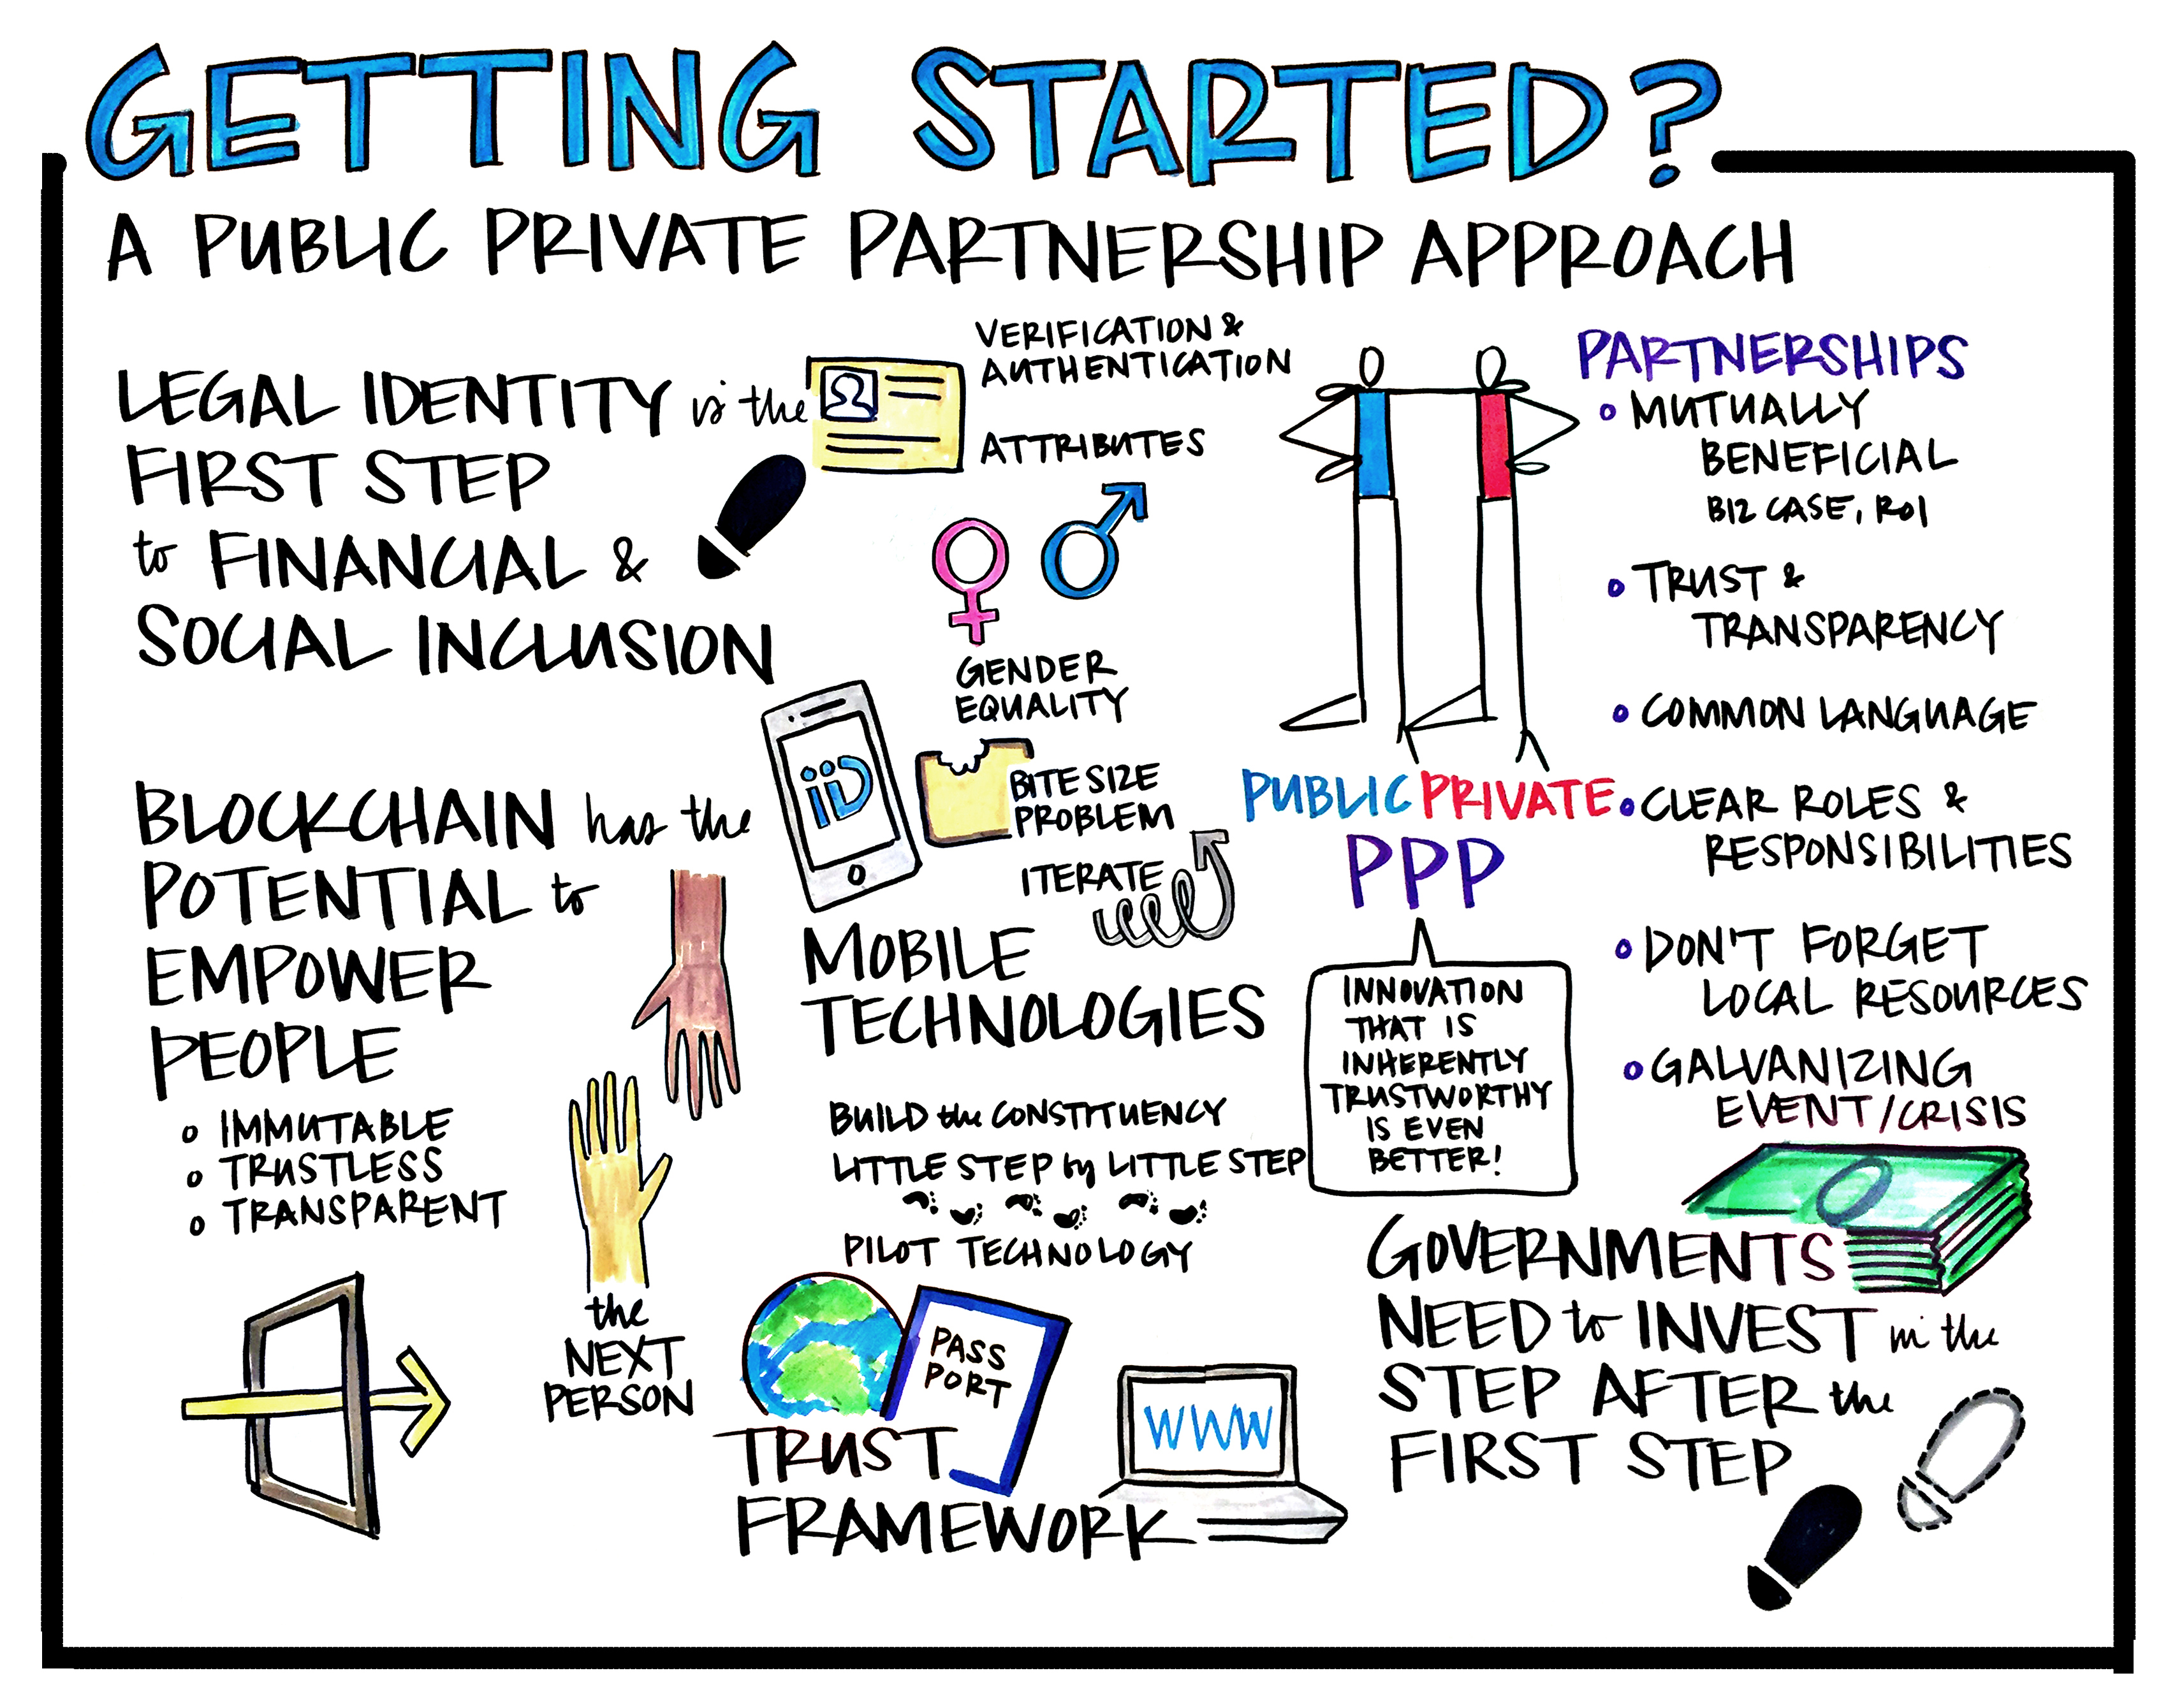 GETTING STARTED?
A PUBLIC PRIVATE PARTNERSHIP APPROACH
LEGAL IDENTITY is the
FIRST STEP
to FINANCIAL &
SOCIAL INCLUSION
VERIFICATION &
AUTHENTICATION
ATTRIBUTES
GENDER
EQUALITY
BLOCKCHAIN has the
POTENTIAL to
EMPOWER
PEOPLE
o IMMUTABLE
o TRUSTLESS
o TRANSPARENT
the
NEXT
PERSON
iiD
BITE SIZE
PROBLEM
ITERATE
MOBILE
TECHNOLOGIES
BUILD the CONSTITUENCY
LITTLE STEP by LITTLE STEP
PILOT TECHNOLOGY
PASS
PORT
TRUST
FRAMEWORK
WWW
PUBLIC PRIVATE
PPP
INNOVATION
THAT IS
INHERENTLY
TRUSTWORTHY
IS EVEN
BETTER!
PARTNERSHIPS
o MUTUALLY
BENEFICIAL
BIZ CASE, ROI
o TRUST &
TRANSPARENCY
o COMMON LANGUAGE
o CLEAR ROLES &
RESPONSIBILITIES
o DON'T FORGET
LOCAL RESOURCES
o GALVANIZING
EVENT/CRISIS
GOVERNMENTS
NEED to INVEST in the
STEP AFTER the
FIRST STEP